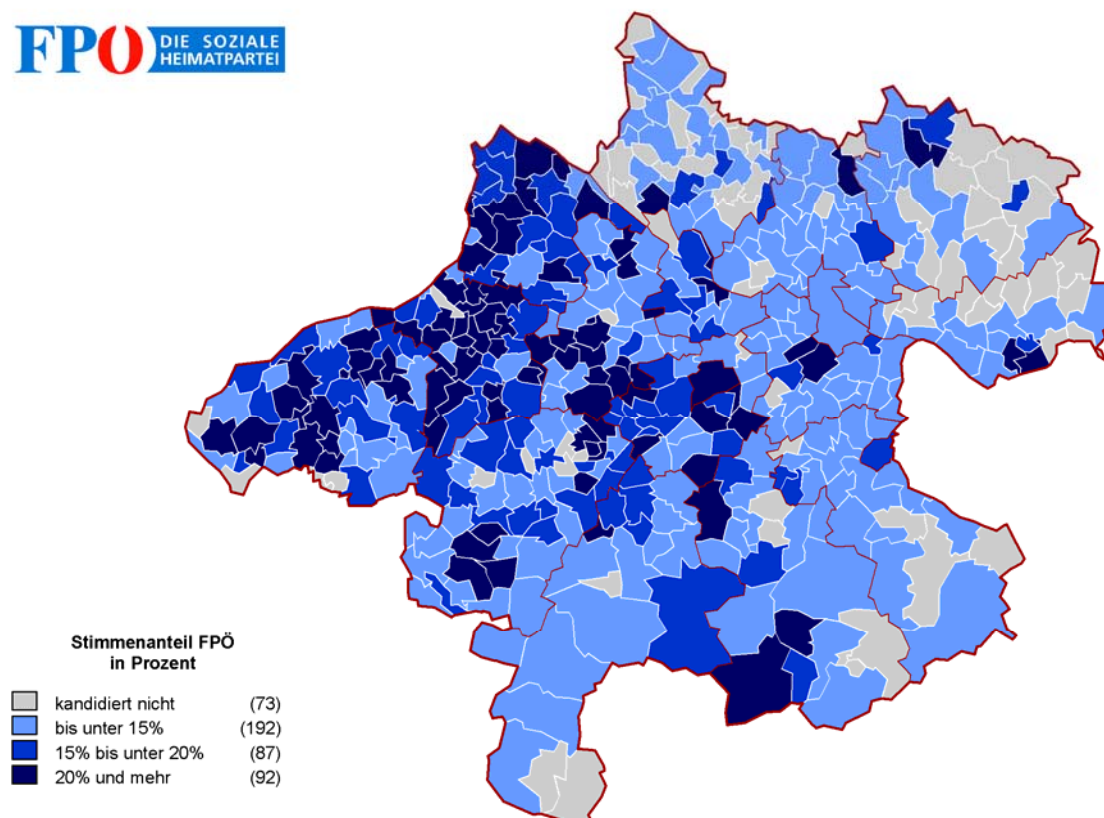 FPÖ DIE SOZIALE
HEIMATPARTEI
Stimmenanteil FPÖ
in Prozent
kandidiert nicht (73)
bis unter 15% (192)
15% bis unter 20% (87)
20% und mehr (92)